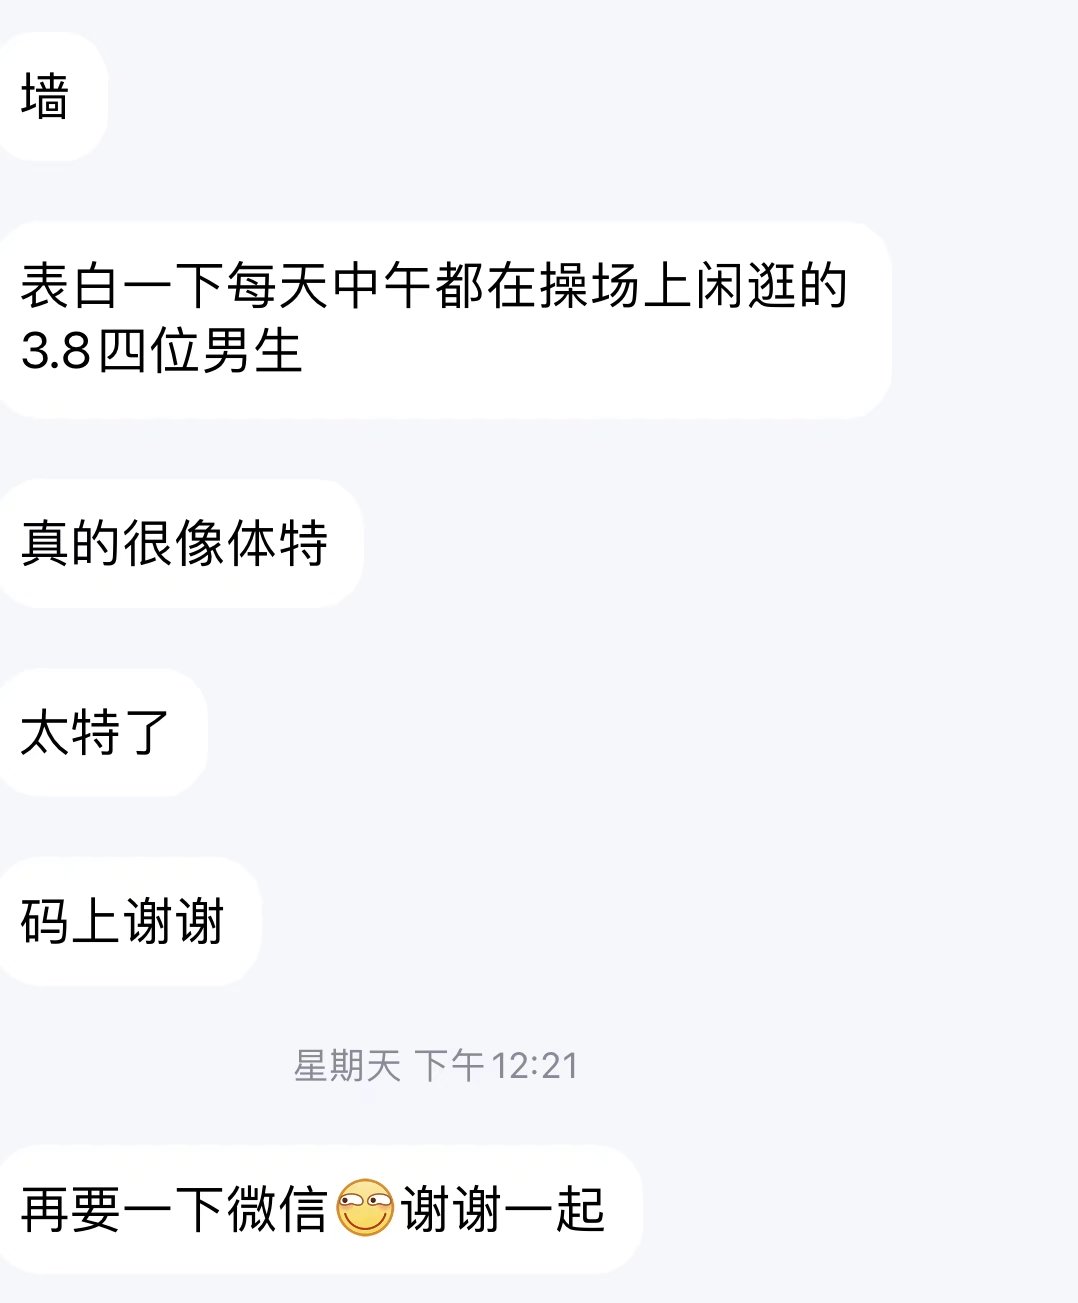 墙
表白一下每天中午都在操场上闲逛的
3.8四位男生
真的很像体特
太特了
码上谢谢
星期天 下午12:21
再要一下微信谢谢一起